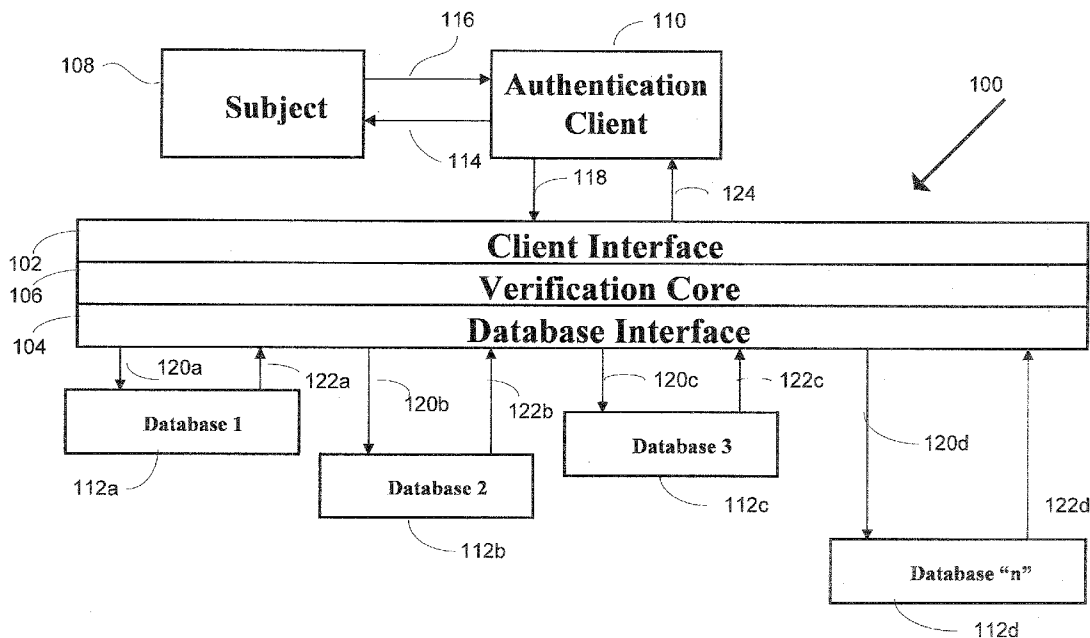 116
110
108
Subject
Authentication
Client
100
114
118
124
102
Client Interface
106
Verification Core
104
Database Interface
120a
122a
120b
122b
120c
122c
120d
122d
Database 1
112a
Database 2
112b
Database 3
112c
Database “n”
112d